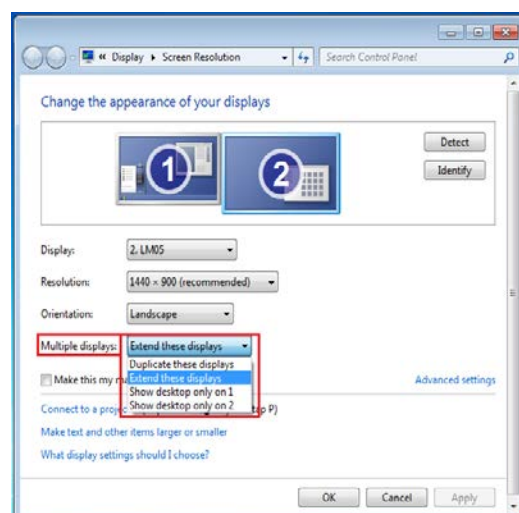 « Display ▸ Screen Resolution
Search Control Panel
Change the appearance of your displays
1
2
Detect
Identify
Display:
2. LM05
Resolution:
1440 × 900 (recommended)
Orientation:
Landscape
Multiple displays:
Extend these displays
Duplicate these displays
Extend these displays
Show desktop only on 1
Show desktop only on 2
Make this my
Advanced settings
Connect to a
P)
Make text and other items larger or smaller
What display settings should I choose?
OK
Cancel
Apply